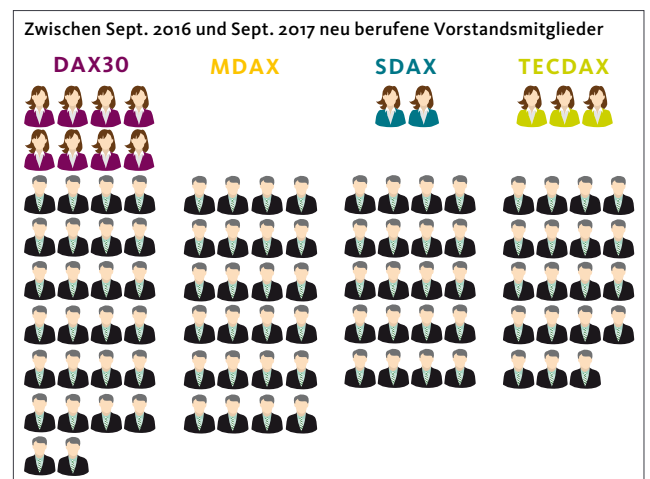 Zwischen Sept. 2016 und Sept. 2017 neu berufene Vorstandsmitglieder
DAX30 MDAX SDAX TECDAX